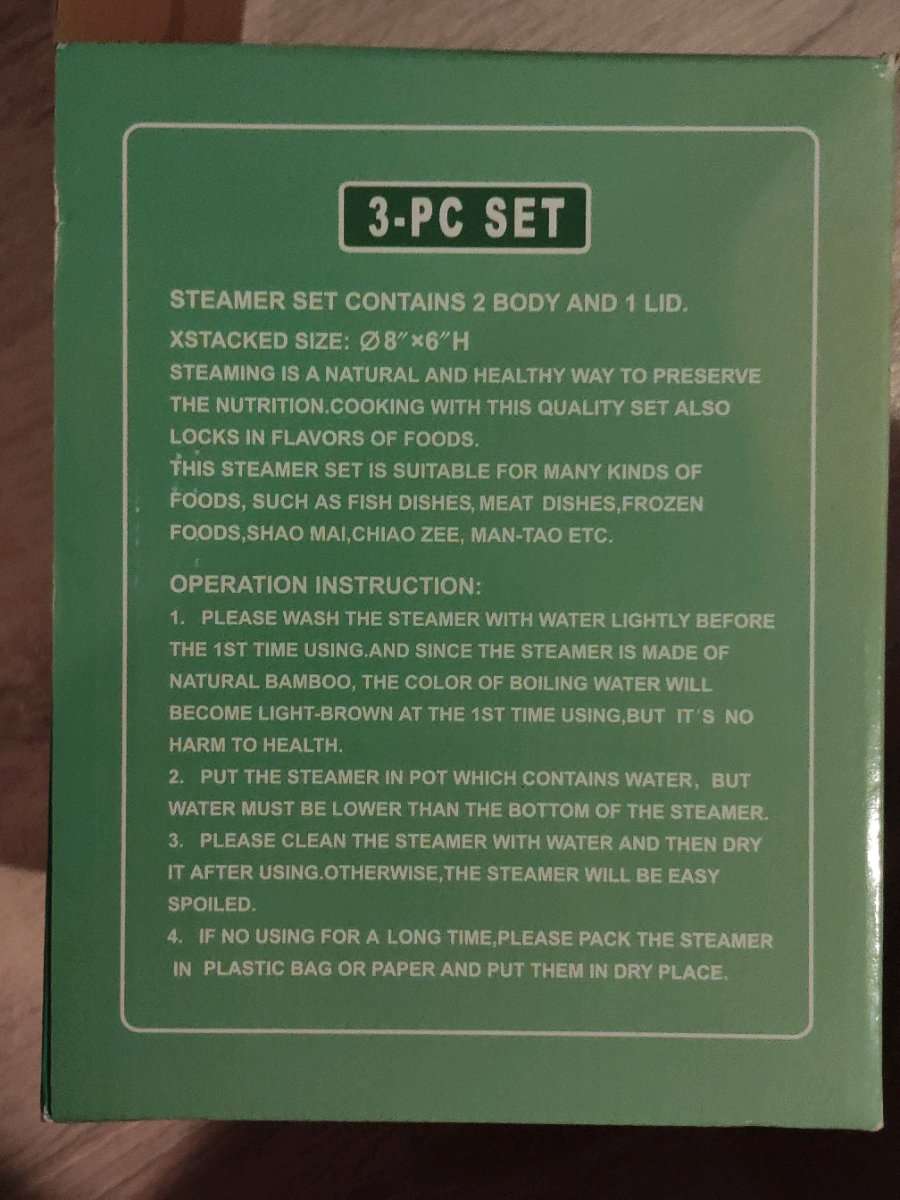 3-PC SET
STEAMER SET CONTAINS 2 BODY AND 1 LID.
XSTACKED SIZE: Ø8″×6″H
STEAMING IS A NATURAL AND HEALTHY WAY TO PRESERVE
THE NUTRITION.COOKING WITH THIS QUALITY SET ALSO
LOCKS IN FLAVORS OF FOODS.
THIS STEAMER SET IS SUITABLE FOR MANY KINDS OF
FOODS, SUCH AS FISH DISHES, MEAT DISHES,FROZEN
FOODS,SHAO MAI,CHIAO ZEE, MAN-TAO ETC.
OPERATION INSTRUCTION:
1. PLEASE WASH THE STEAMER WITH WATER LIGHTLY BEFORE
THE 1ST TIME USING.AND SINCE THE STEAMER IS MADE OF
NATURAL BAMBOO, THE COLOR OF BOILING WATER WILL
BECOME LIGHT-BROWN AT THE 1ST TIME USING,BUT IT'S NO
HARM TO HEALTH.
2. PUT THE STEAMER IN POT WHICH CONTAINS WATER, BUT
WATER MUST BE LOWER THAN THE BOTTOM OF THE STEAMER.
3. PLEASE CLEAN THE STEAMER WITH WATER AND THEN DRY
IT AFTER USING.OTHERWISE,THE STEAMER WILL BE EASY
SPOILED.
4. IF NO USING FOR A LONG TIME,PLEASE PACK THE STEAMER
IN PLASTIC BAG OR PAPER AND PUT THEM IN DRY PLACE.